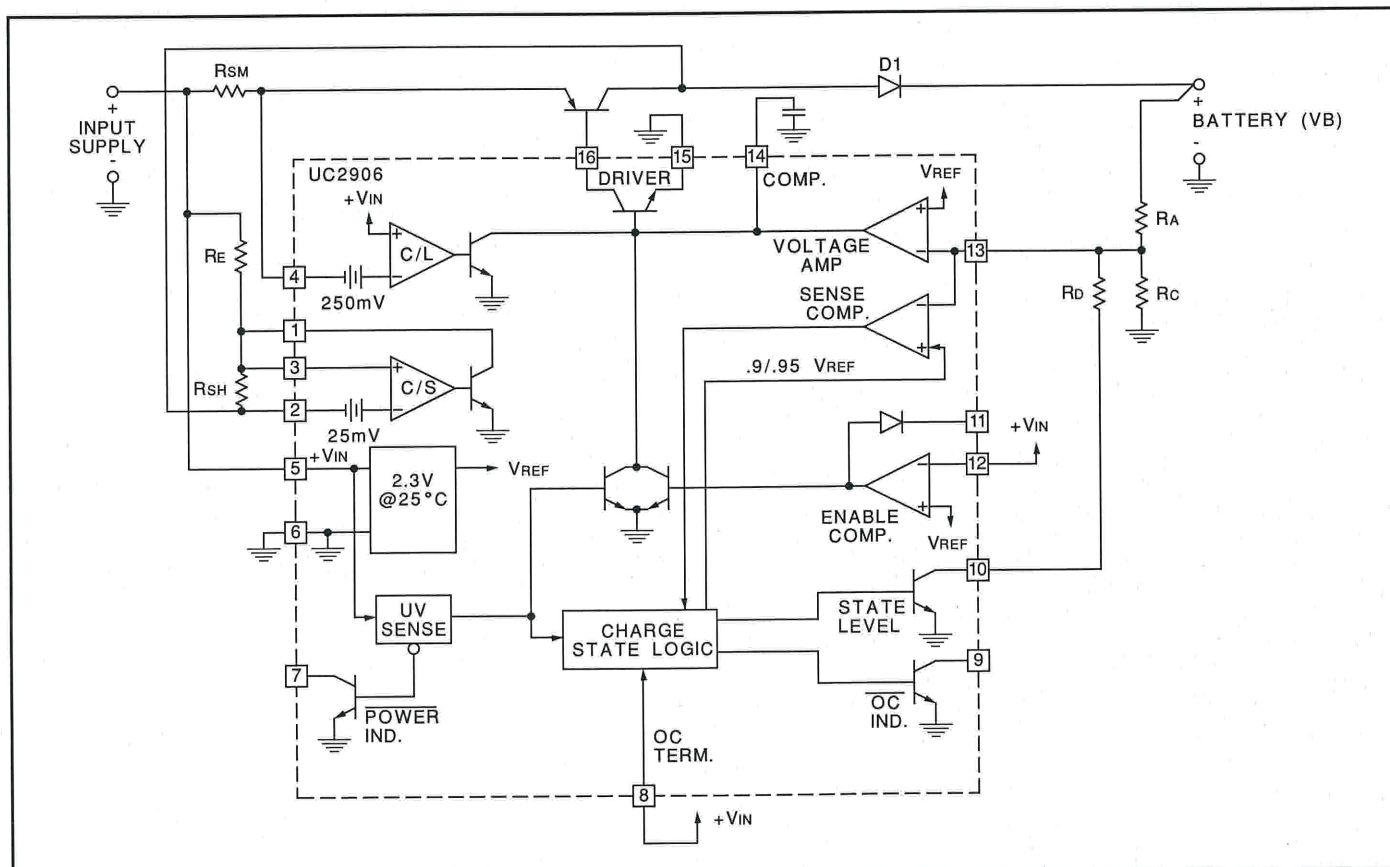 RSM
D1
+
INPUT
SUPPLY
-
+
BATTERY (VB)
-
16
15
14
UC2906
DRIVER
COMP.
+VIN
VREF
RA
C/L
+
-
VOLTAGE
AMP
+
-
13
RE
4
250mV
SENSE
COMP.
RD
RC
1
-
+
3
+
C/S
-
.9/.95 VREF
RSH
2
25mV
11
+VIN
5
+VIN
2.3V
@25°C
VREF
12
-
+
ENABLE
COMP.
VREF
6
10
UV
SENSE
CHARGE
STATE LOGIC
STATE
LEVEL
7
9
POWER
IND.
OC
IND.
OC
TERM.
8
+VIN